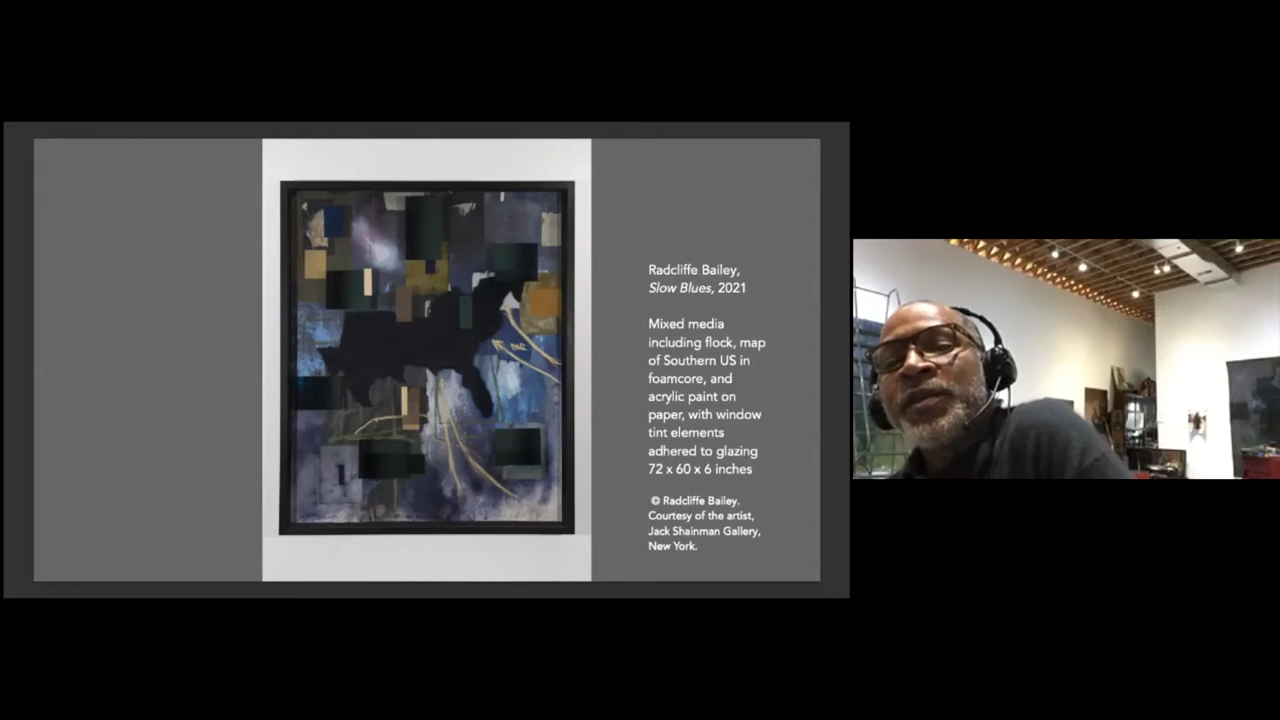 Radcliffe Bailey,
Slow Blues, 2021
Mixed media
including flock, map
of Southern US in
foamcore, and
acrylic paint on
paper, with window
tint elements
adhered to glazing
72 x 60 x 6 inches
© Radcliffe Bailey.
Courtesy of the artist,
Jack Shainman Gallery,
New York.